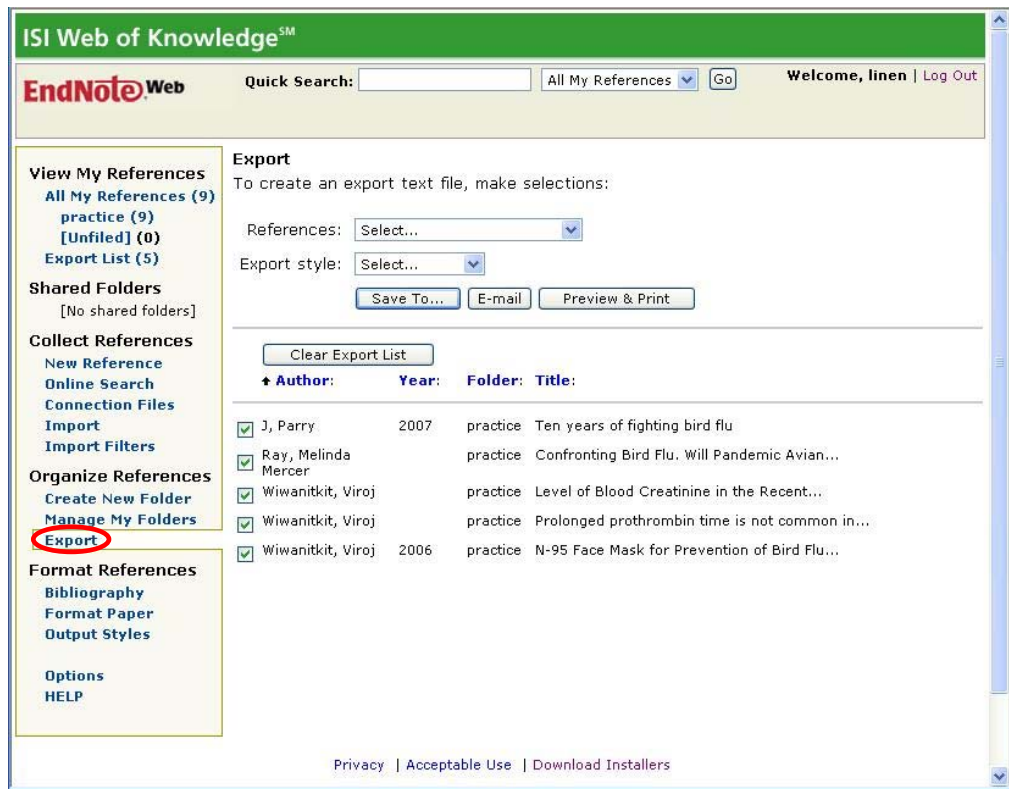 ISI Web of Knowledge℠
EndNote Web
Quick Search: All My References Go Welcome, linen | Log Out
View My References
All My References (9)
practice (9)
[Unfiled] (0)
Export List (5)
Shared Folders
[No shared folders]
Collect References
New Reference
Online Search
Connection Files
Import
Import Filters
Organize References
Create New Folder
Manage My Folders
Export
Format References
Bibliography
Format Paper
Output Styles
Options
HELP
Export
To create an export text file, make selections:
References: Select...
Export style: Select...
Save To... E-mail Preview & Print
Clear Export List
Author: Year: Folder: Title:
J, Parry 2007 practice Ten years of fighting bird flu
Ray, Melinda practice Confronting Bird Flu. Will Pandemic Avian...
Mercer
Wiwanitkit, Viroj practice Level of Blood Creatinine in the Recent...
Wiwanitkit, Viroj practice Prolonged prothrombin time is not common in...
Wiwanitkit, Viroj 2006 practice N-95 Face Mask for Prevention of Bird Flu...
Privacy | Acceptable Use | Download Installers